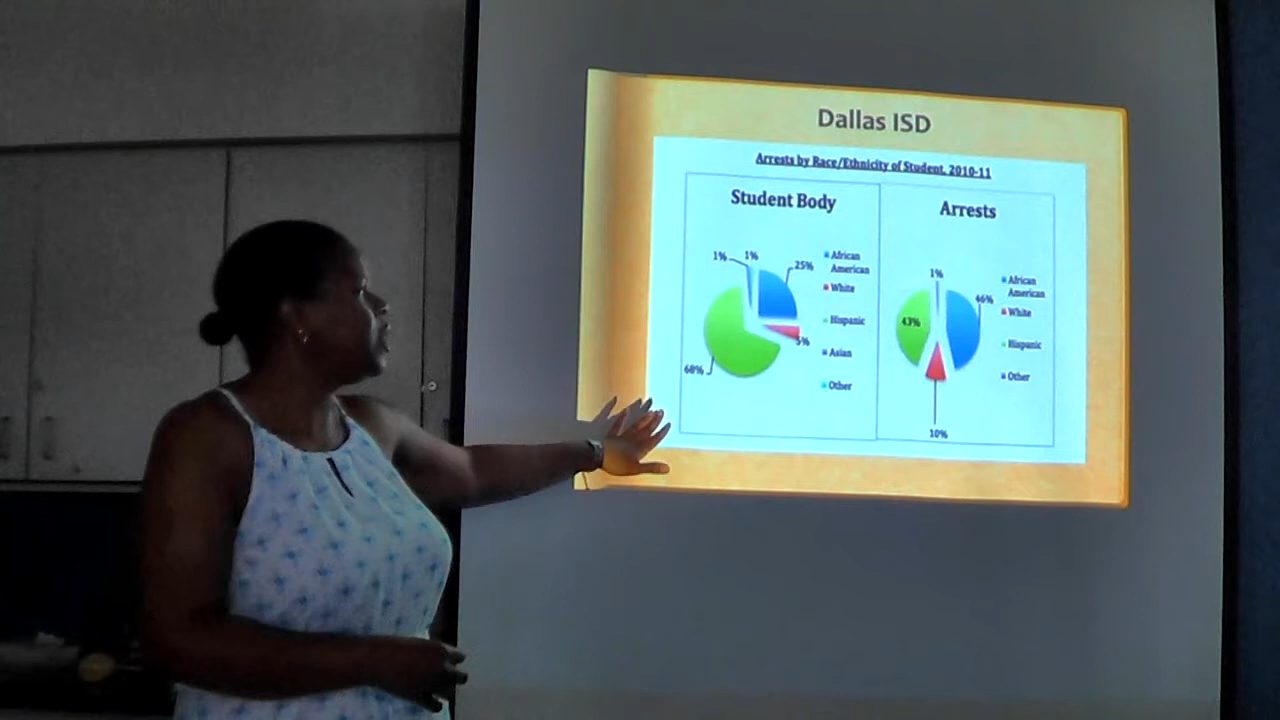 Dallas ISD
Arrests by Race/Ethnicity of Student, 2010-11
Student Body
1%
1%
25%
5%
68%
African
American
White
Hispanic
Asian
Other
Arrests
1%
46%
43%
10%
African
American
White
Hispanic
Other